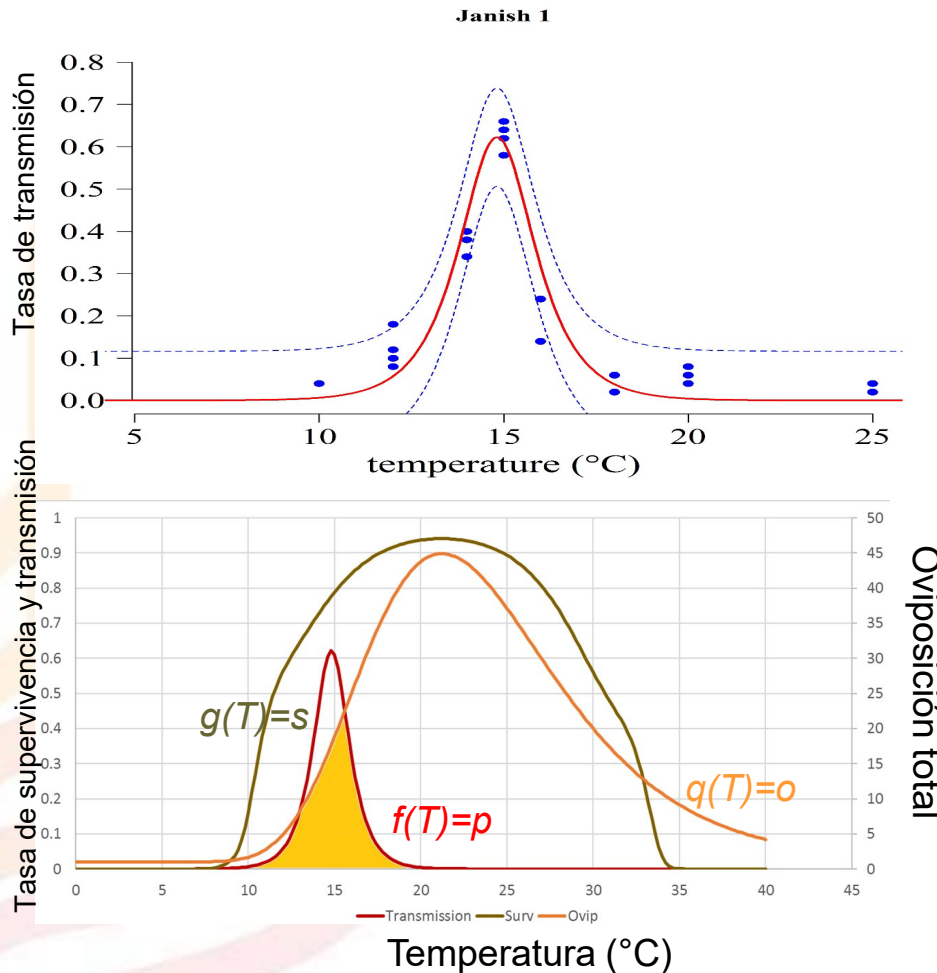 Janish 1
Tasa de transmisión
0.8
0.7
0.6
0.5
0.4
0.3
0.2
0.1
0.0
5 10 15 20 25
temperature (°C)
Tasa de supervivencia y transmisión
1
0.9
0.8
0.7
0.6
0.5
0.4
0.3
0.2
0.1
0
50
45
40
35
30
25
20
15
10
5
0
Oviposición total
g(T)=s
f(T)=p
q(T)=o
0 5 10 15 20 25 30 35 40 45
Transmission Surv Ovip
Temperatura (°C)